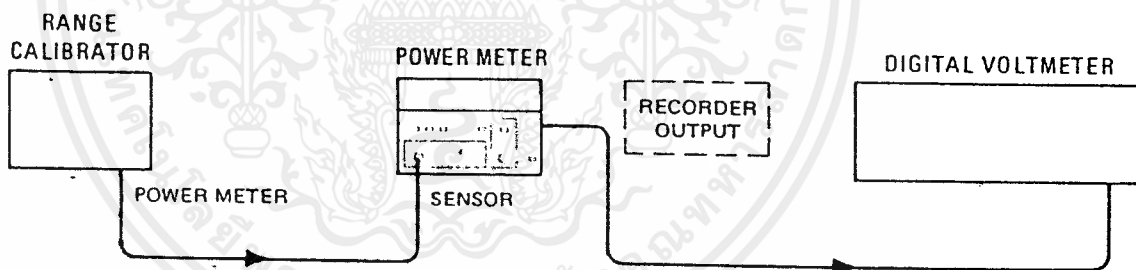 RANGE
CALIBRATOR
POWER METER
DIGITAL VOLTMETER
RECORDER
OUTPUT
POWER METER
SENSOR